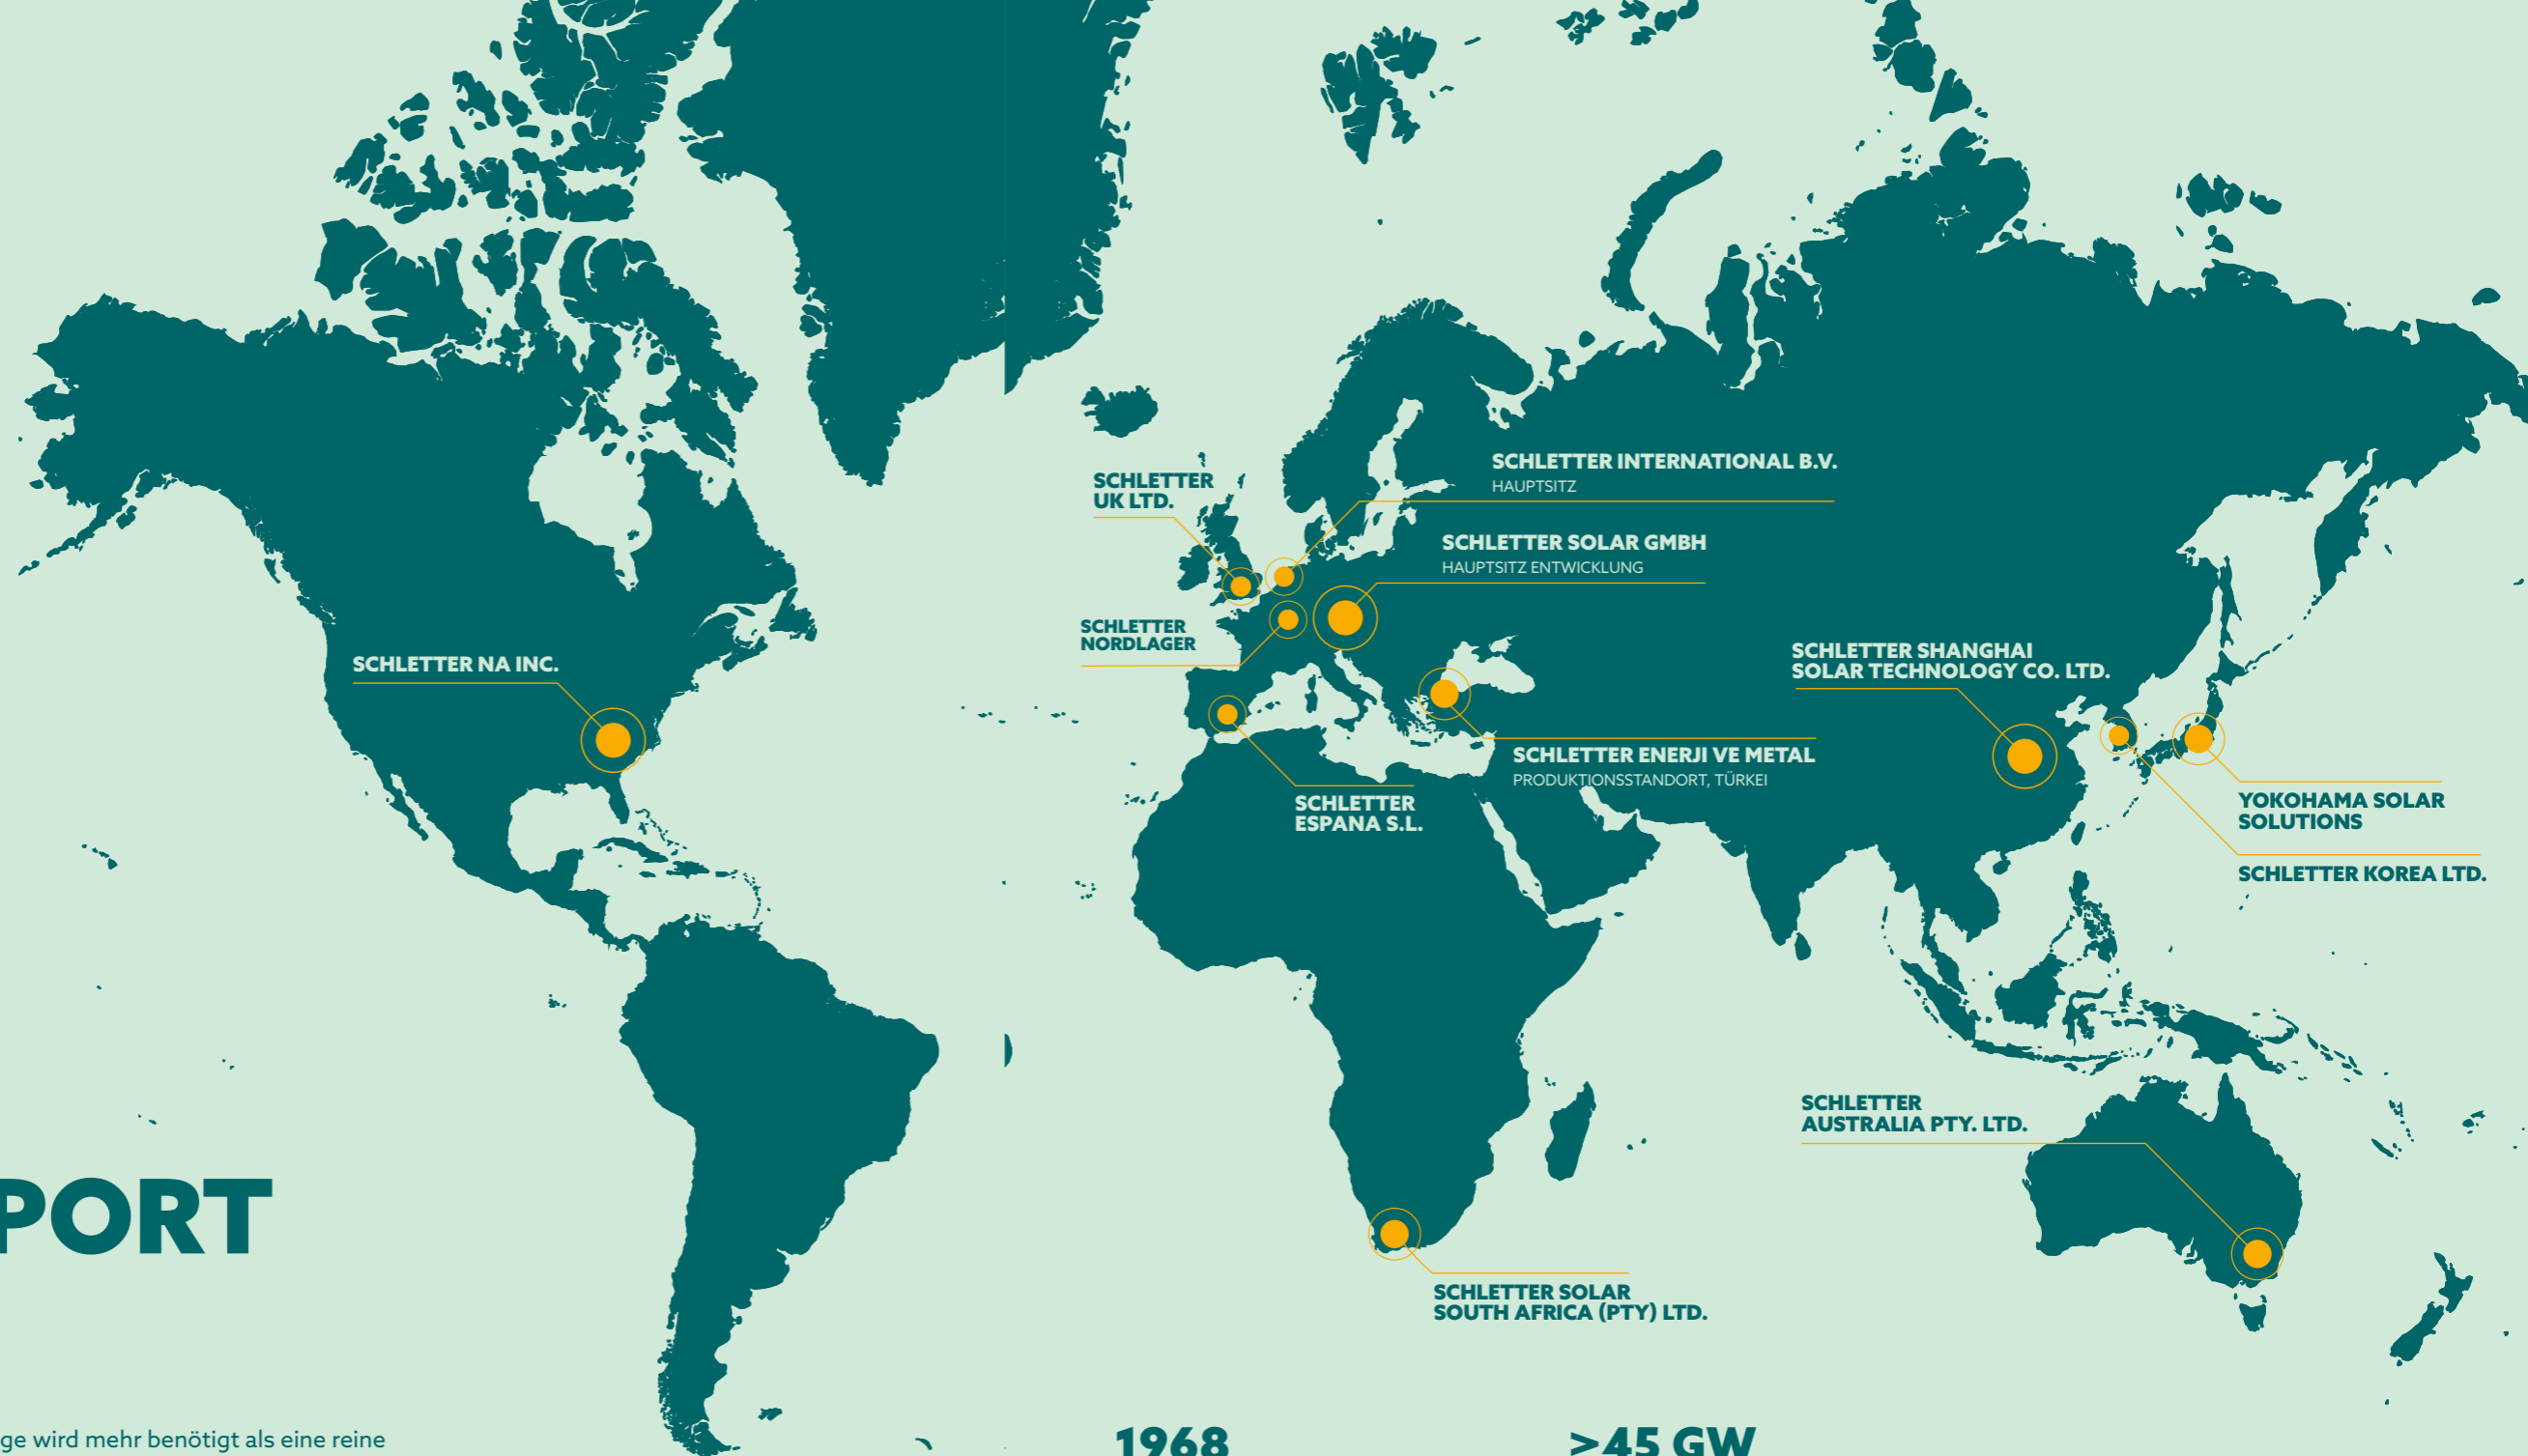 SCHLETTER INTERNATIONAL B.V.
HAUPTSITZ
SCHLETTER
UK LTD.
SCHLETTER SOLAR GMBH
HAUPTSITZ ENTWICKLUNG
SCHLETTER
NORDLAGER
SCHLETTER NA INC.
SCHLETTER SHANGHAI
SOLAR TECHNOLOGY CO. LTD.
SCHLETTER ENERJI VE METAL
PRODUKTIONSSTANDORT, TÜRKEI
SCHLETTER
ESPANA S.L.
YOKOHAMA SOLAR
SOLUTIONS
SCHLETTER KOREA LTD.
SCHLETTER
AUSTRALIA PTY. LTD.
PORT
SCHLETTER SOLAR
SOUTH AFRICA (PTY) LTD.
ge wird mehr benötigt als eine reine
1968
>45 GW